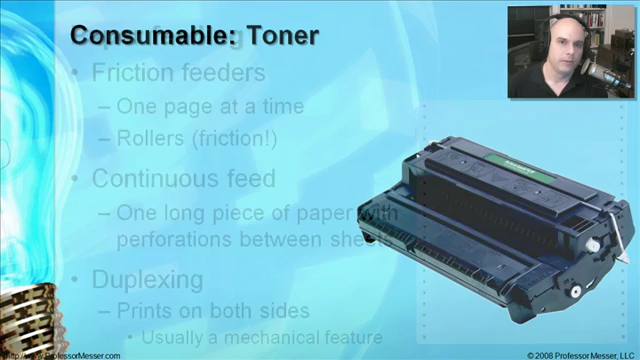 Consumable: Toner
• Friction feeders
– One page at a time
– Rollers (friction!)
• Continuous feed
– One long piece of paper with
perforations between sheets
• Duplexing
– Prints on both sides
• Usually a mechanical feature
http://www.ProfessorMesser.com
© 2008 Professor Messer, LLC